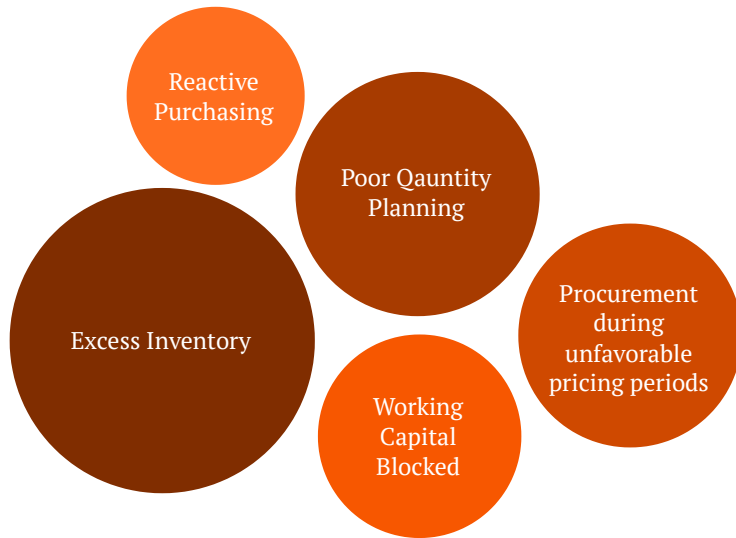 Reactive
Purchasing
Poor Qauntity
Planning
Excess Inventory
Procurement
during
unfavorable
pricing periods
Working
Capital
Blocked